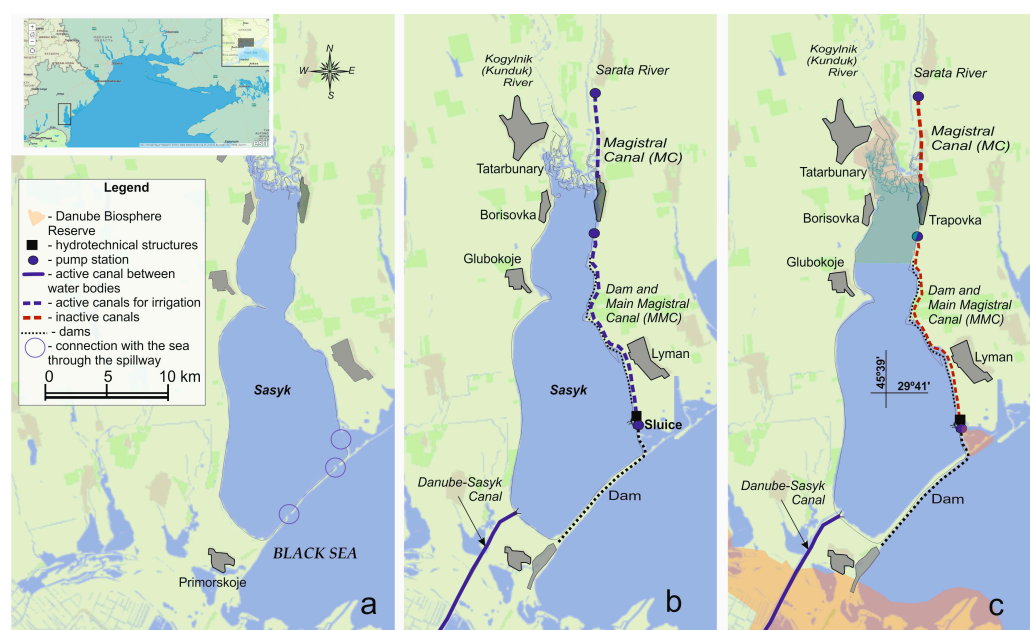 esri
N
W
E
S
Legend
- Danube Biosphere
Reserve
- hydrotechnical structures
- pump station
- active canal between
water bodies
- active canals for irrigation
- inactive canals
- dams
- connection with the sea
through the spillway
0 5 10 km
Sasyk
BLACK SEA
Primorskoje
a
Kogylnik
(Kunduk)
River
Sarata River
Magistral
Canal (MC)
Tatarbunary
Borisovka
Glubokoje
Dam and
Main Magistral
Canal (MMC)
Lyman
Sasyk
Sluice
Danube-Sasyk
Canal
Dam
b
Kogylnik
(Kunduk)
River
Sarata River
Magistral
Canal (MC)
Tatarbunary
Borisovka
Trapovka
Glubokoje
Dam and
Main Magistral
Canal (MMC)
Lyman
45º39'
29º41'
Danube-Sasyk
Canal
Dam
c